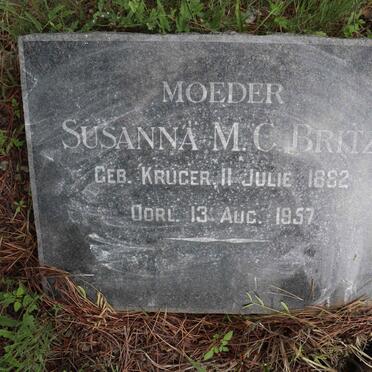 MOEDER
SUSANNA M.C. BRITZ
GEB. KRUGER, 11 JULIE 1882
OORL. 13 AUG. 1957